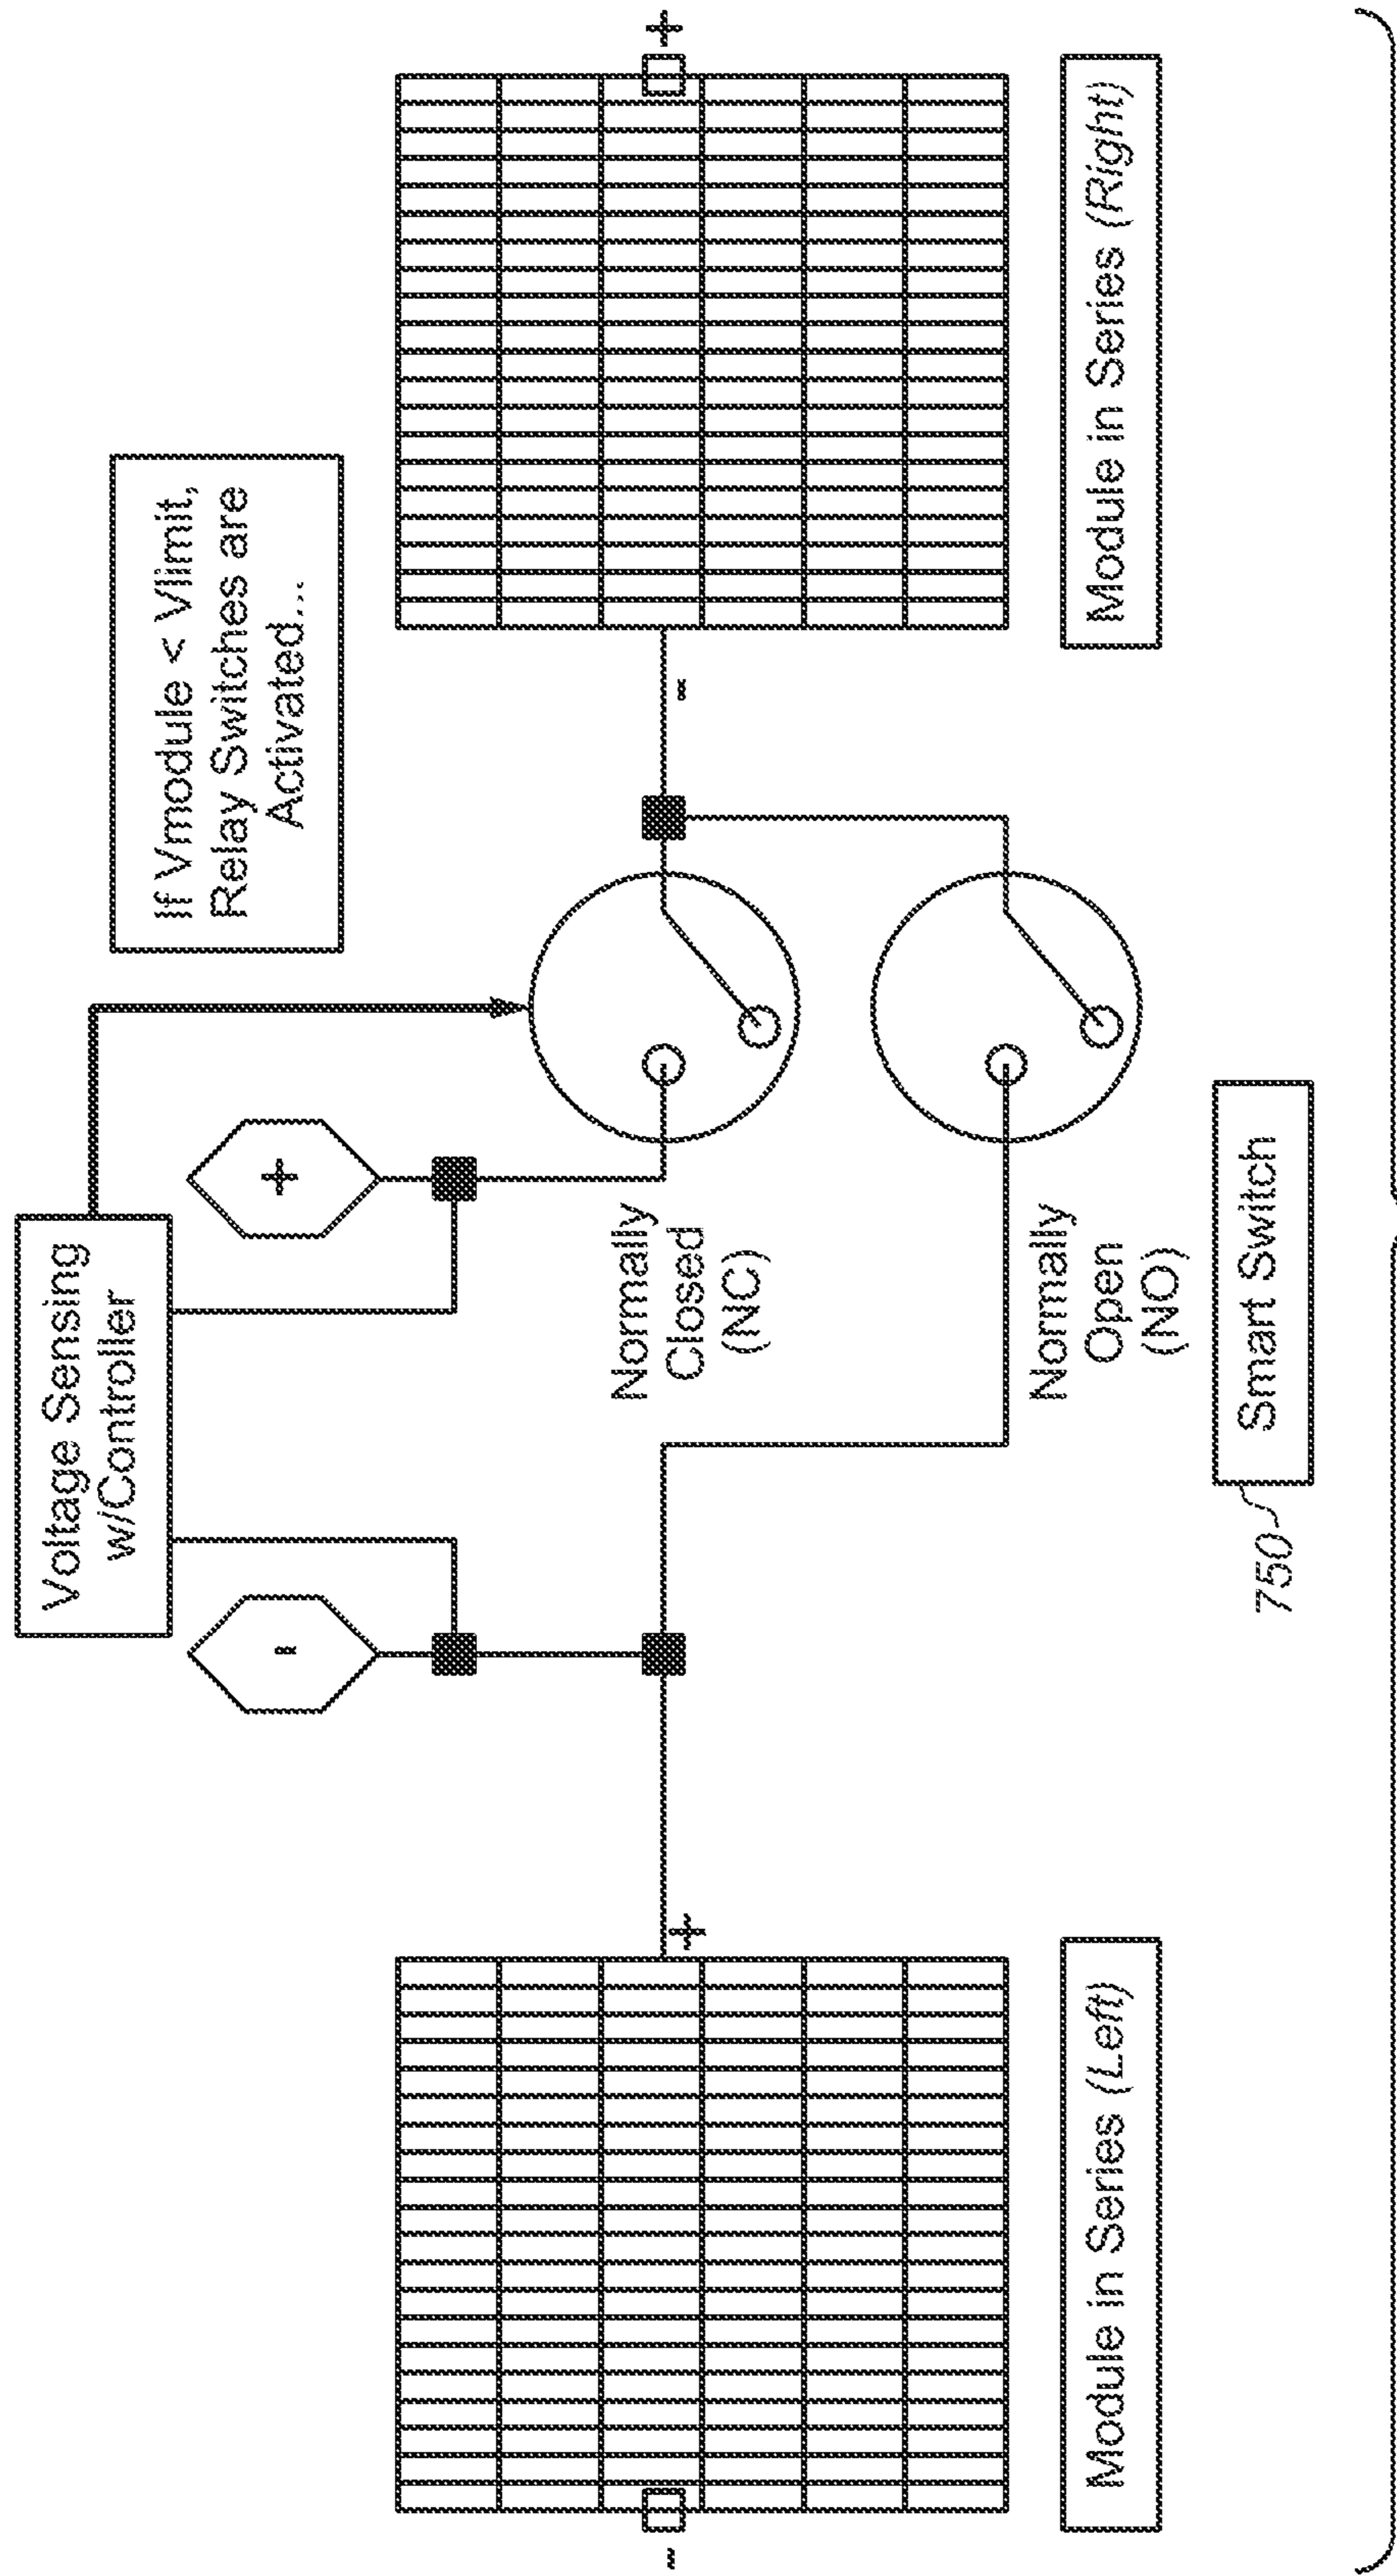 Voltage Sensing
w/Controller
If Vmodule < Vlimit,
Relay Switches are
Activated...
-
+
Normally
Closed
(NC)
-
+
+
-
Normally
Open
(NO)
Module in Series (Left)
Module in Series (Right)
Smart Switch
750